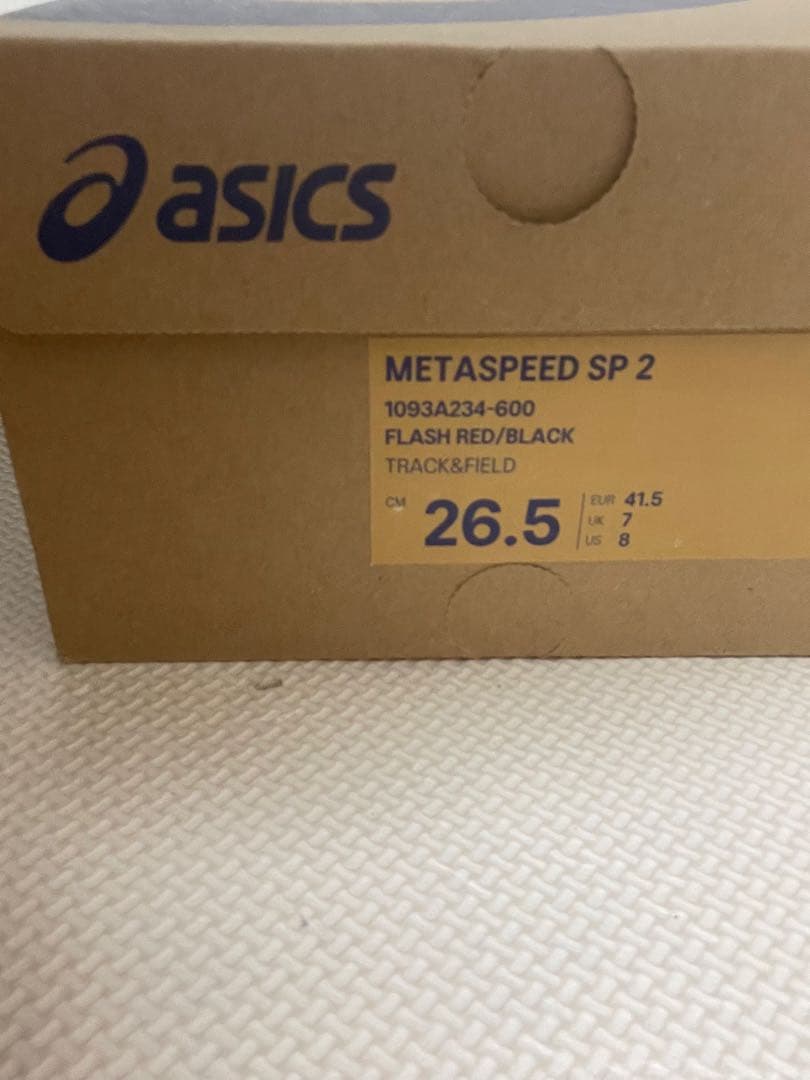 asics
METASPEED SP 2
1093A234-600
FLASH RED/BLACK
TRACK&FIELD
CM 26.5
EUR 41.5
UK 7
US 8